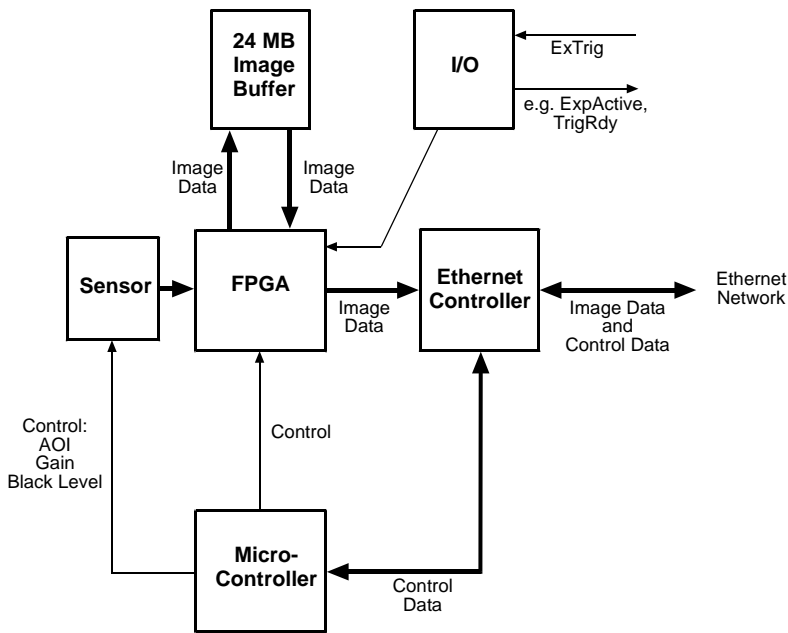 24 MB
Image
Buffer
I/O
ExTrig
e.g. ExpActive,
TrigRdy
Image
Data
Image
Data
Sensor
FPGA
Image
Data
Ethernet
Controller
Image Data
and
Control Data
Ethernet
Network
Control:
AOI
Gain
Black Level
Control
Micro-
Controller
Control
Data